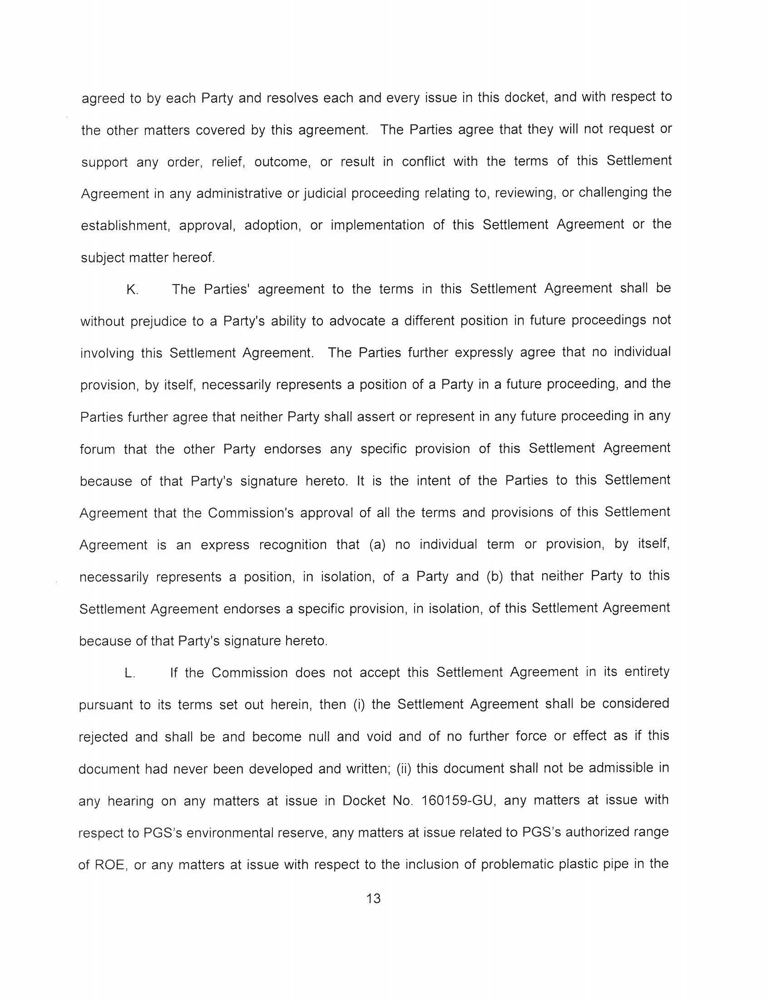 agreed to by each Party and resolves each and every issue in this docket, and with respect to
the other matters covered by this agreement. The Parties agree that they will not request or
support any order, relief, outcome, or result in conflict with the terms of this Settlement
Agreement in any administrative or judicial proceeding relating to, reviewing, or challenging the
establishment, approval, adoption, or implementation of this Settlement Agreement or the
subject matter hereof.
K. The Parties' agreement to the terms in this Settlement Agreement shall be
without prejudice to a Party's ability to advocate a different position in future proceedings not
involving this Settlement Agreement. The Parties further expressly agree that no individual
provision, by itself, necessarily represents a position of a Party in a future proceeding, and the
Parties further agree that neither Party shall assert or represent in any future proceeding in any
forum that the other Party endorses any specific provision of this Settlement Agreement
because of that Party's signature hereto. It is the intent of the Parties to this Settlement
Agreement that the Commission's approval of all the terms and provisions of this Settlement
Agreement is an express recognition that (a) no individual term or provision, by itself,
necessarily represents a position, in isolation, of a Party and (b) that neither Party to this
Settlement Agreement endorses a specific provision, in isolation, of this Settlement Agreement
because of that Party's signature hereto.
L. If the Commission does not accept this Settlement Agreement in its entirety
pursuant to its terms set out herein, then (i) the Settlement Agreement shall be considered
rejected and shall be and become null and void and of no further force or effect as if this
document had never been developed and written; (ii) this document shall not be admissible in
any hearing on any matters at issue in Docket No. 160159-GU, any matters at issue with
respect to PGS's environmental reserve, any matters at issue related to PGS's authorized range
of ROE, or any matters at issue with respect to the inclusion of problematic plastic pipe in the
13